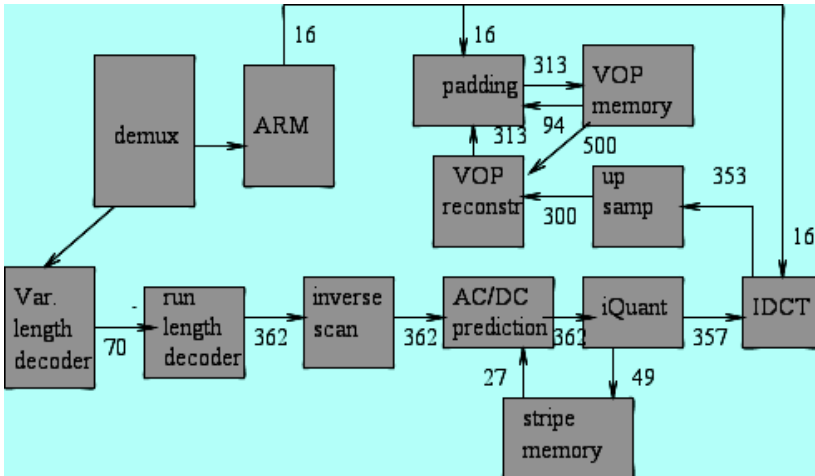 16
16
demux
ARM
padding
313
VOP
memory
94
313
500
VOP
reconstr
300
up
samp
353
16
Var.
length
decoder
70
run
length
decoder
362
inverse
scan
362
AC/DC
prediction
362
iQuant
357
IDCT
27
49
stripe
memory